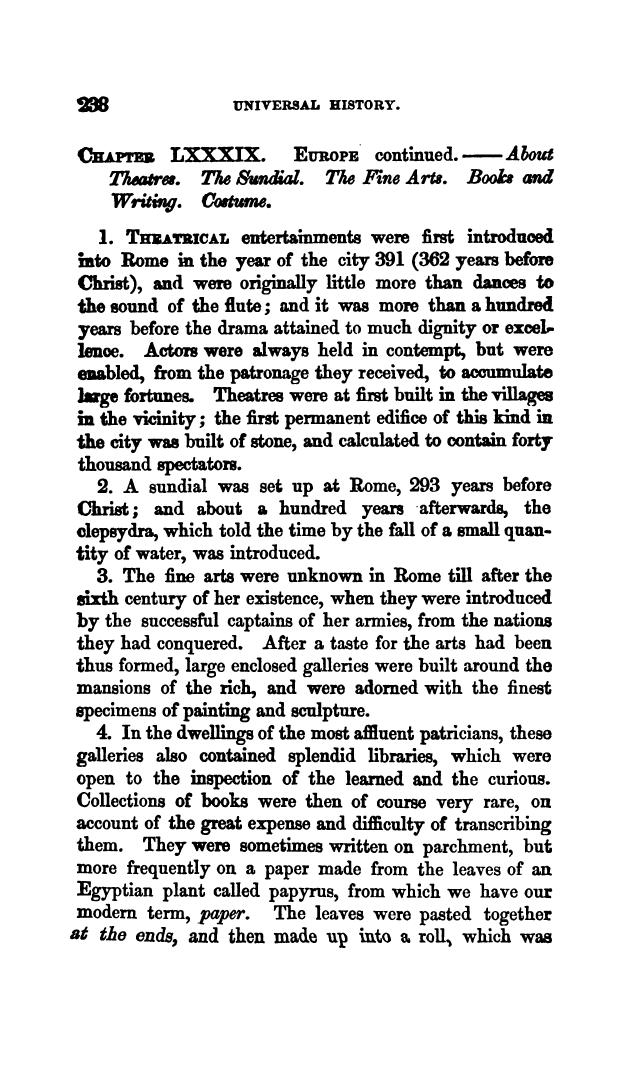 238 UNIVERSAL HISTORY.
CHAPTER LXXXIX. EUROPE continued. —— About
Theatres. The Sundial. The Fine Arts. Books and
Writing. Costume.
1. THEATRICAL entertainments were first introduced
into Rome in the year of the city 391 (362 years before
Christ), and were originally little more than dances to
the sound of the flute; and it was more than a hundred
years before the drama attained to much dignity or excel-
lence. Actors were always held in contempt, but were
enabled, from the patronage they received, to accumulate
large fortunes. Theatres were at first built in the villages
in the vicinity; the first permanent edifice of this kind in
the city was built of stone, and calculated to contain forty
thousand spectators.
2. A sundial was set up at Rome, 293 years before
Christ; and about a hundred years afterwards, the
clepsydra, which told the time by the fall of a small quan-
tity of water, was introduced.
3. The fine arts were unknown in Rome till after the
sixth century of her existence, when they were introduced
by the successful captains of her armies, from the nations
they had conquered. After a taste for the arts had been
thus formed, large enclosed galleries were built around the
mansions of the rich, and were adorned with the finest
specimens of painting and sculpture.
4. In the dwellings of the most affluent patricians, these
galleries also contained splendid libraries, which were
open to the inspection of the learned and the curious.
Collections of books were then of course very rare, on
account of the great expense and difficulty of transcribing
them. They were sometimes written on parchment, but
more frequently on a paper made from the leaves of an
Egyptian plant called papyrus, from which we have our
modern term, paper. The leaves were pasted together
at the ends, and then made up into a roll, which was